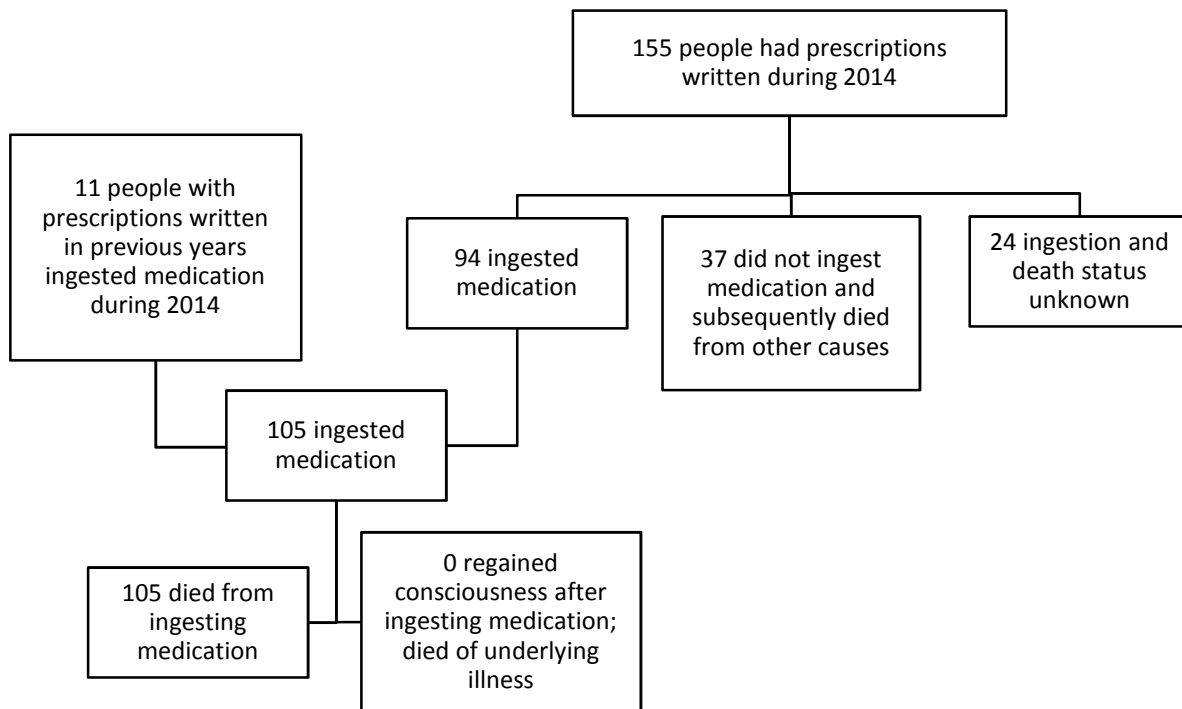 155 people had prescriptions
written during 2014
11 people with
prescriptions written
in previous years
ingested medication
during 2014
94 ingested
medication
37 did not ingest
medication and
subsequently died
from other causes
24 ingestion and
death status
unknown
105 ingested
medication
105 died from
ingesting
medication
0 regained
consciousness after
ingesting medication;
died of underlying
illness